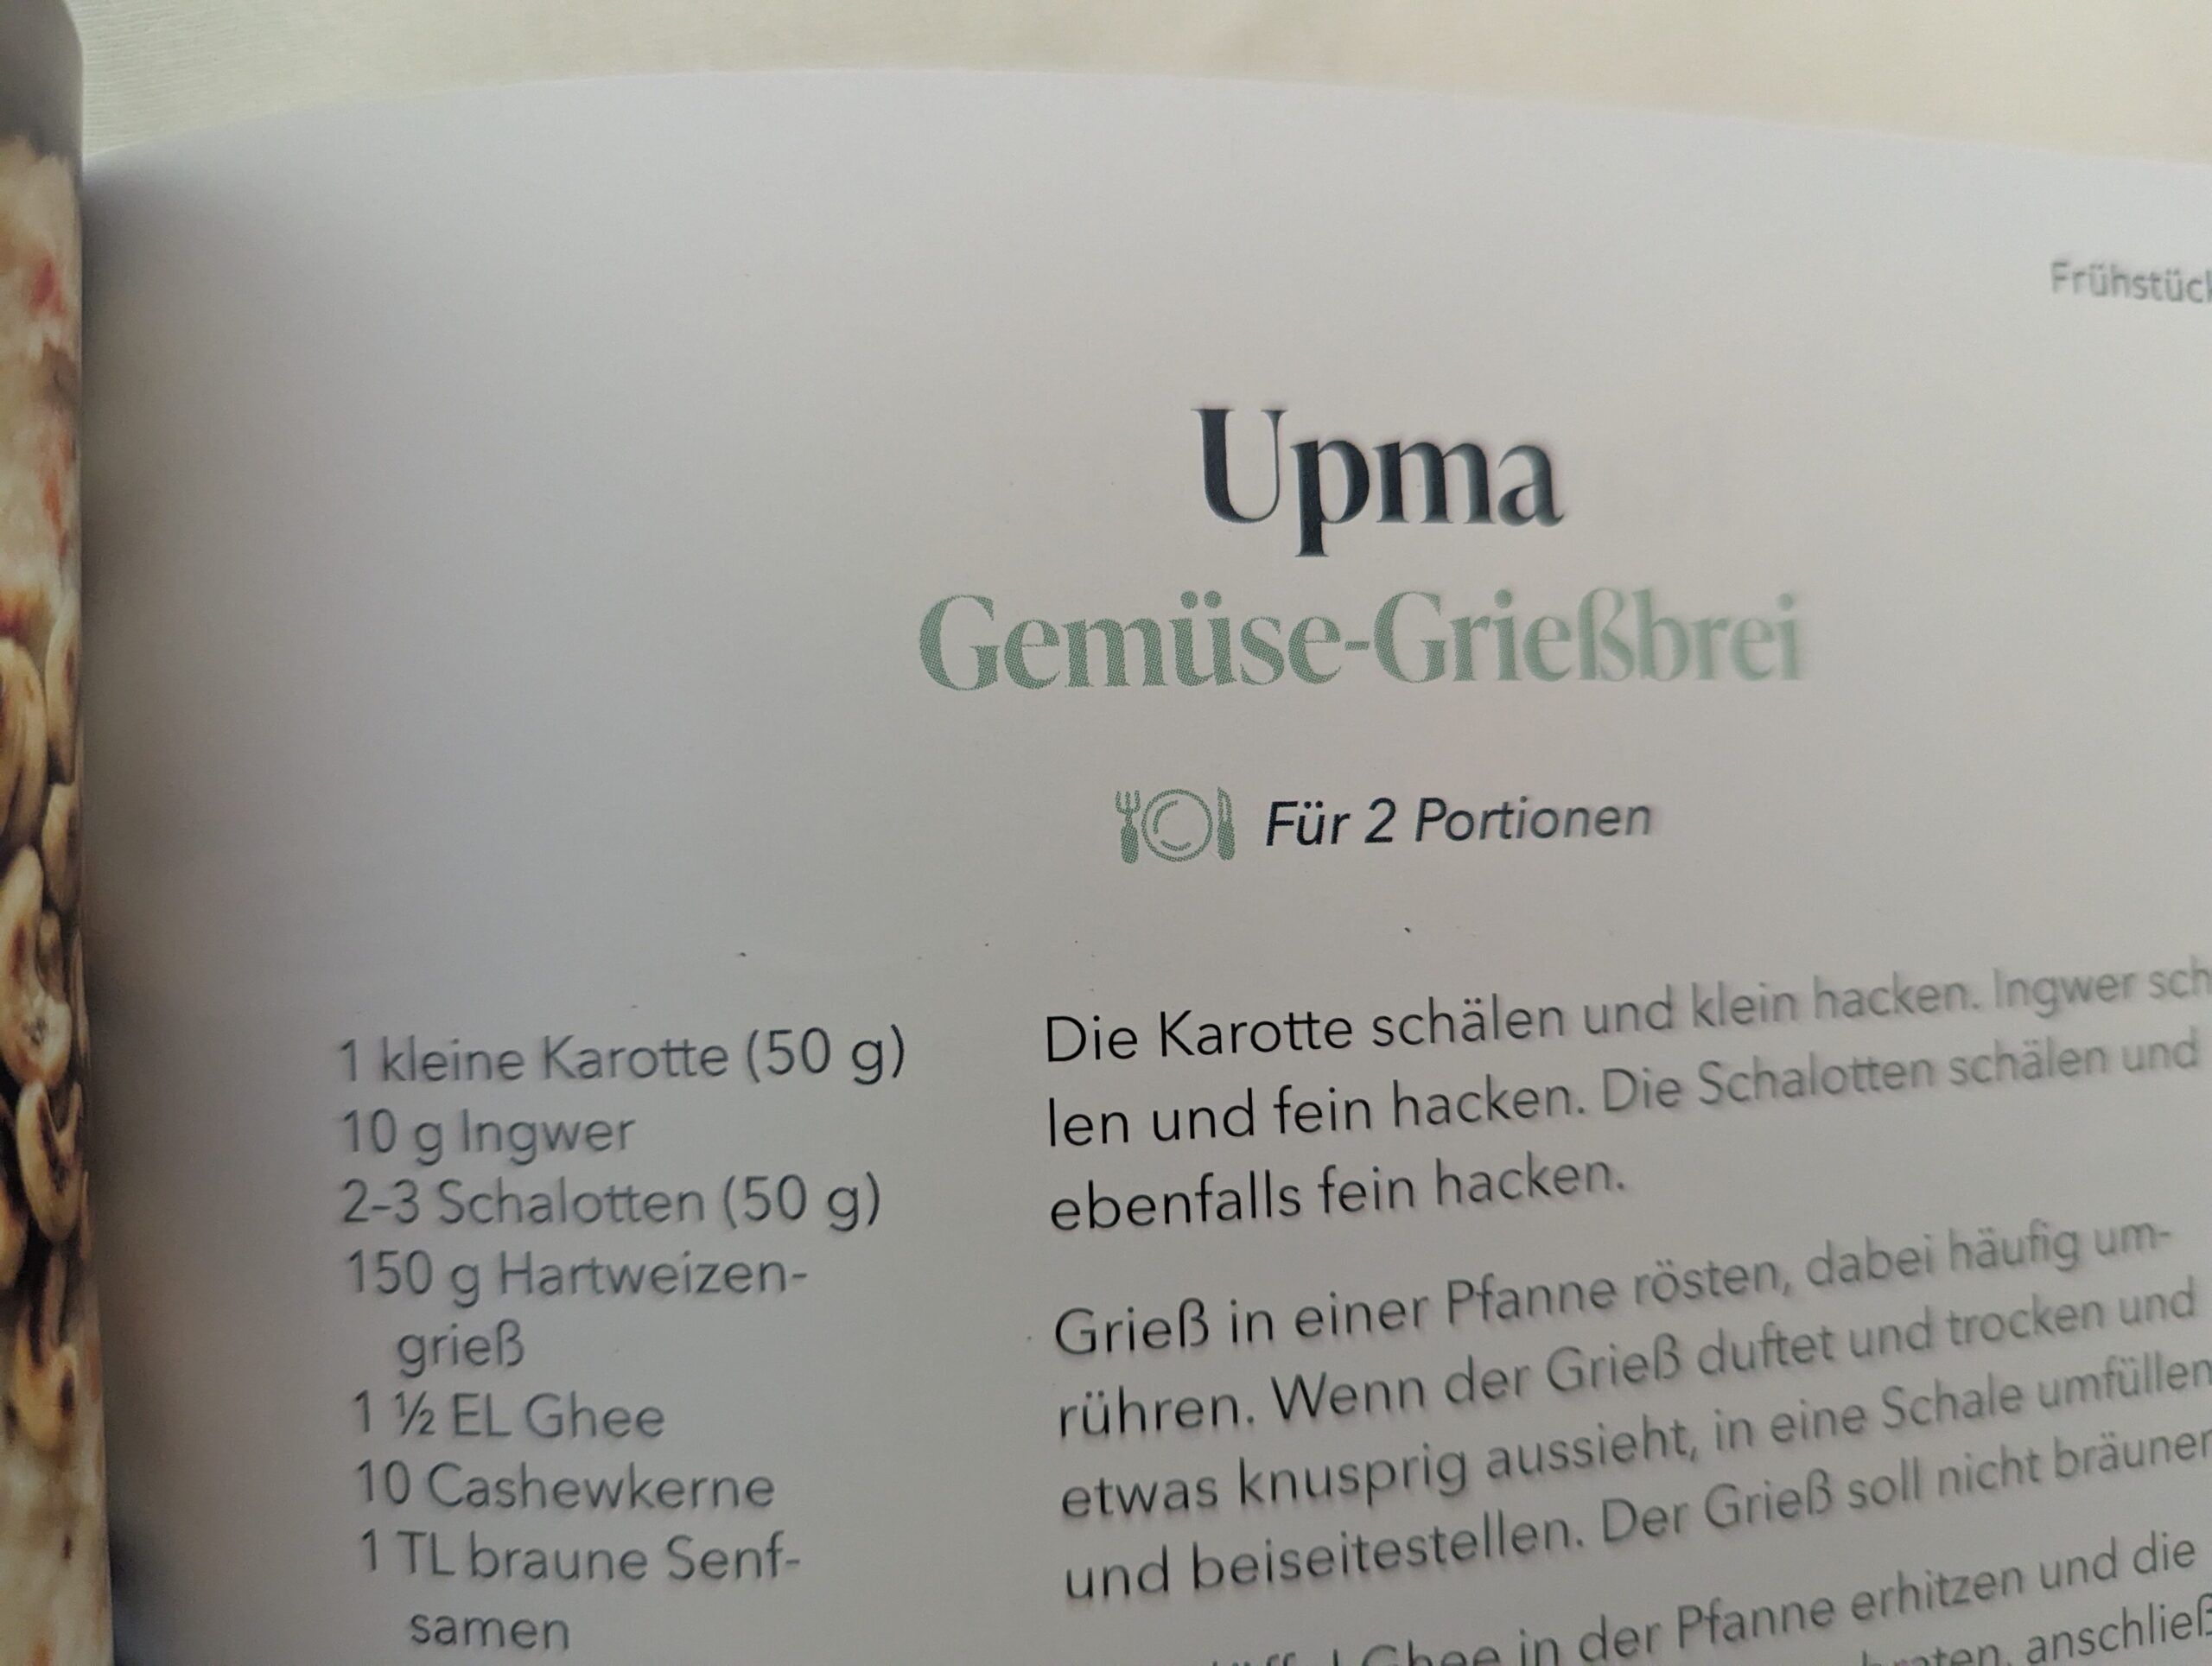 Frühstück
Upma
Gemüse-Grießbrei
Für 2 Portionen
1 kleine Karotte (50 g)
10 g Ingwer
2-3 Schalotten (50 g)
150 g Hartweizen-
grieß
1 ½ EL Ghee
10 Cashewkerne
1 TL braune Senf-
samen
Die Karotte schälen und klein hacken. Ingwer sch
len und fein hacken. Die Schalotten schälen und
ebenfalls fein hacken.
Grieß in einer Pfanne rösten, dabei häufig um-
rühren. Wenn der Grieß duftet und trocken und
etwas knusprig aussieht, in eine Schale umfüllen
und beiseitestellen. Der Grieß soll nicht bräunen
Ghee in der Pfanne erhitzen und die
anschließ